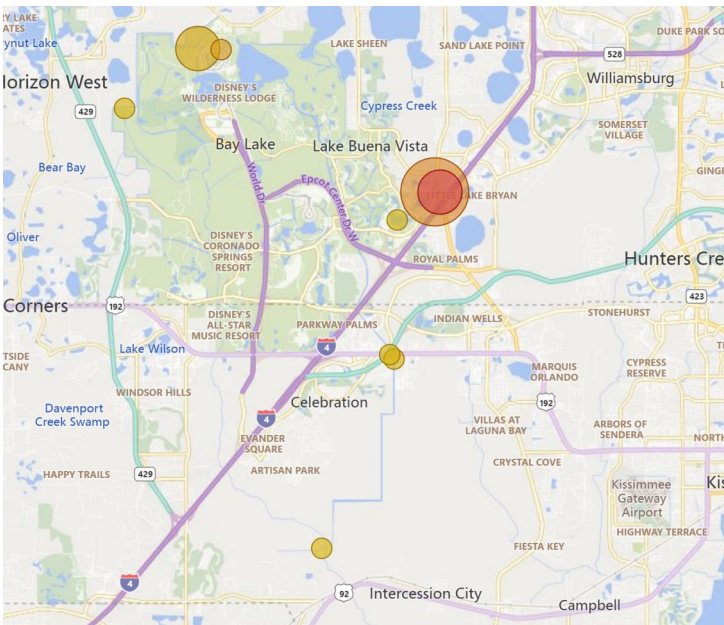 ATES
ynut Lake
LAKE SHEEN
SAND LAKE POINT
528
DUKE PARK SO
Williamsburg
orizon West
DISNEY'S
WILDERNESS LODGE
429
Cypress Creek
SOMERSET
VILLAGE
Bay Lake
Lake Buena Vista
Bear Bay
World Dr
Epcot Center Dr W
GINGE
LAKE BRYAN
Oliver
DISNEY'S
CORONADO
SPRINGS
RESORT
ROYAL PALMS
Hunters Cre
423
Corners
192
DISNEY'S
ALL-STAR
MUSIC RESORT
PARKWAY PALMS
INDIAN WELLS
STONEHURST
4
Lake Wilson
TSIDE
CANY
MARQUIS
ORLANDO
CYPRESS
RESERVE
WINDSOR HILLS
Celebration
192
Davenport
Creek Swamp
4
VILLAS AT
LAGUNA BAY
ARBORS OF
SENDERA
EVANDER
SQUARE
NORTH
HAPPY TRAILS
429
ARTISAN PARK
CRYSTAL COVE
Kissimmee
Gateway
Airport
Kis
HIGHWAY TERRACE
FIESTA KEY
4
92
Intercession City
Campbell